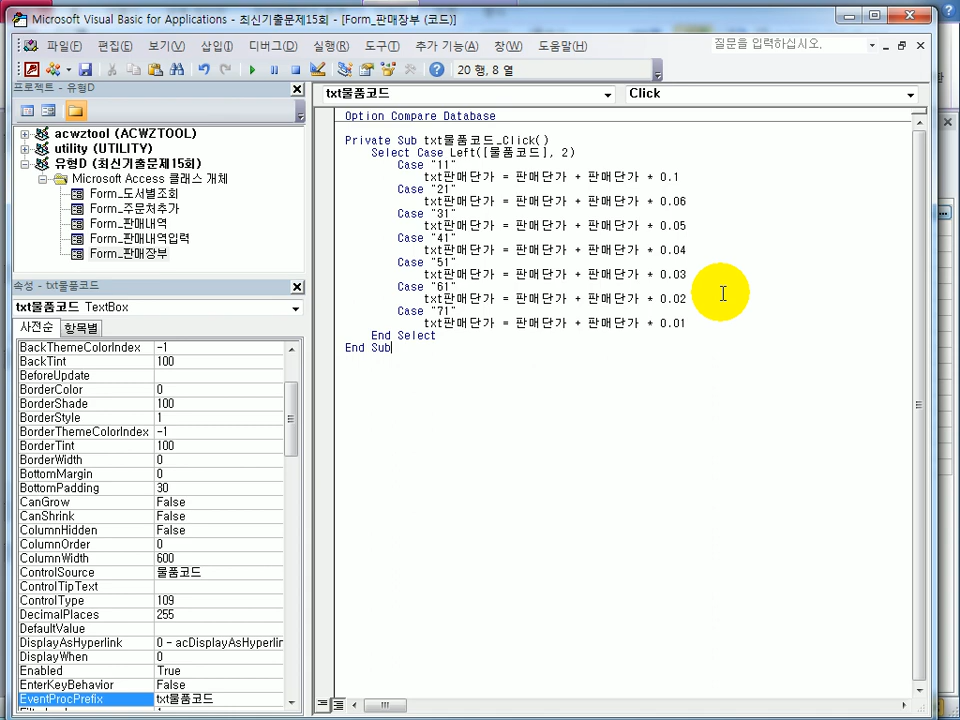 Microsoft Visual Basic for Applications - 최신기출문제15회 - [Form_판매장부 (코드)]
파일(F) 편집(E) 보기(V) 삽입(I) 디버그(D) 실행(R) 도구(T) 추가 기능(A) 창(W) 도움말(H) 질문을 입력하십시오.
20 행, 8 열
프로젝트 - 유형D
acwztool (ACWZTOOL)
utility (UTILITY)
유형D (최신기출문제15회)
Microsoft Access 클래스 개체
Form_도서별조회
Form_주문처추가
Form_판매내역
Form_판매내역입력
Form_판매장부
속성 - txt물품코드
txt물품코드 TextBox
사전순 항목별
BackThemeColorIndex -1
BackTint 100
BeforeUpdate
BorderColor 0
BorderShade 100
BorderStyle 1
BorderThemeColorIndex -1
BorderTint 100
BorderWidth 0
BottomMargin 0
BottomPadding 30
CanGrow False
CanShrink False
ColumnHidden False
ColumnOrder 0
ColumnWidth 600
ControlSource 물품코드
ControlTipText
ControlType 109
DecimalPlaces 255
DefaultValue
DisplayAsHyperlink 0 - acDisplayAsHyperlin
DisplayWhen 0
Enabled True
EnterKeyBehavior False
EventProcPrefix txt물품코드
txt물품코드 Click
Option Compare Database
Private Sub txt물품코드_Click()
Select Case Left([물품코드], 2)
Case "11"
txt판매단가 = 판매단가 + 판매단가 * 0.1
Case "21"
txt판매단가 = 판매단가 + 판매단가 * 0.06
Case "31"
txt판매단가 = 판매단가 + 판매단가 * 0.05
Case "41"
txt판매단가 = 판매단가 + 판매단가 * 0.04
Case "51"
txt판매단가 = 판매단가 + 판매단가 * 0.03
Case "61"
txt판매단가 = 판매단가 + 판매단가 * 0.02
Case "71"
txt판매단가 = 판매단가 + 판매단가 * 0.01
End Select
End Sub